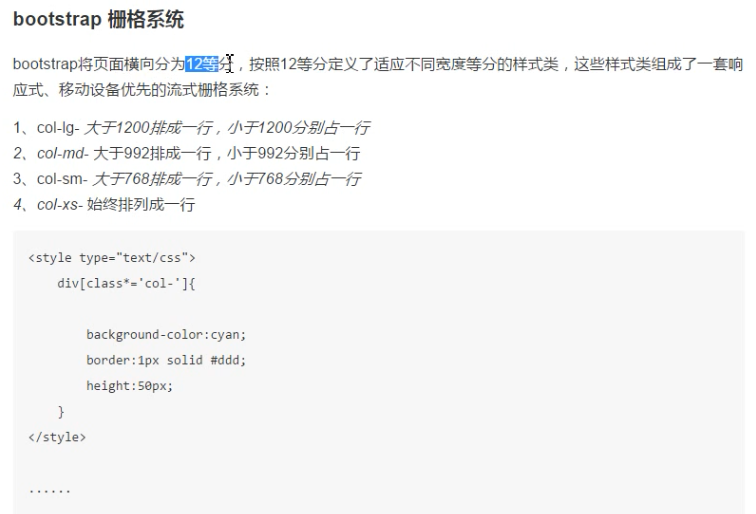 bootstrap 栅格系统
bootstrap将页面横向分为12等分，按照12等分定义了适应不同宽度等分的样式类，这些样式类组成了一套响
应式、移动设备优先的流式栅格系统：
1、col-lg- 大于1200排成一行，小于1200分别占一行
2、col-md- 大于992排成一行，小于992分别占一行
3、col-sm- 大于768排成一行，小于768分别占一行
4、col-xs- 始终排列成一行
<style type="text/css">
    div[class*='col-']{
        background-color:cyan;
        border:1px solid #ddd;
        height:50px;
    }
</style>
......